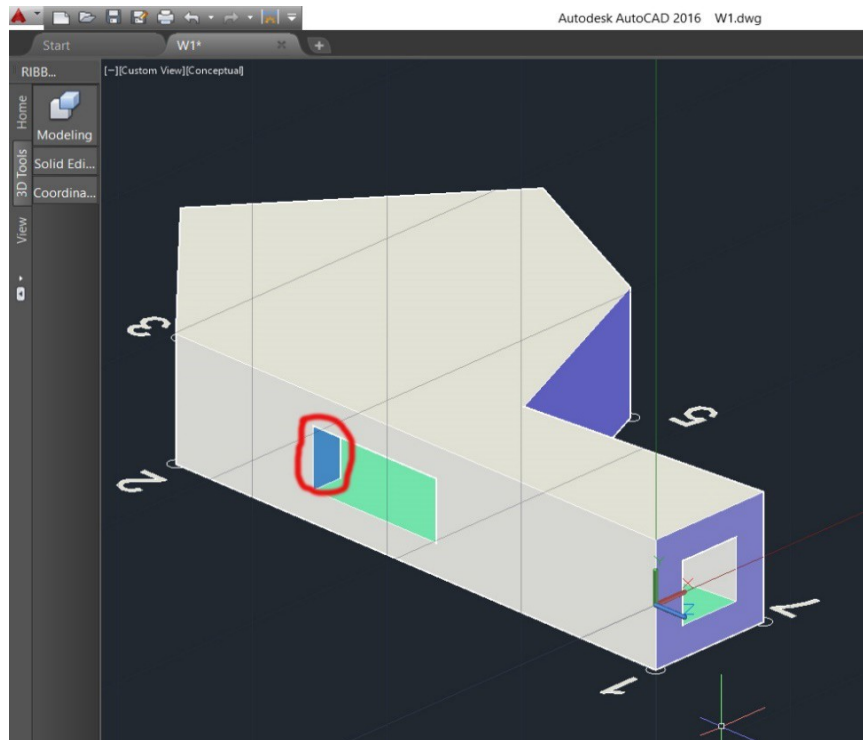 Autodesk AutoCAD 2016 W1.dwg
Start
W1*
RIBB...
[−][Custom View][Conceptual]
Home
Modeling
3D Tools
Solid Edi...
Coordina...
View
3
2
5
1
7
Y
X
Z